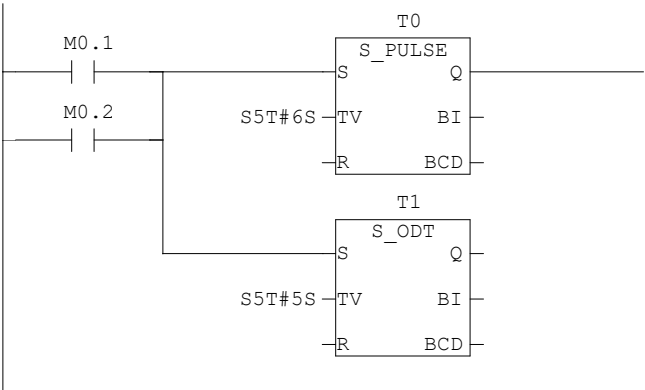 T0
M0.1
S_PULSE
S Q
M0.2
S5T#6S TV BI
R BCD
T1
S_ODT
S Q
S5T#5S TV BI
R BCD